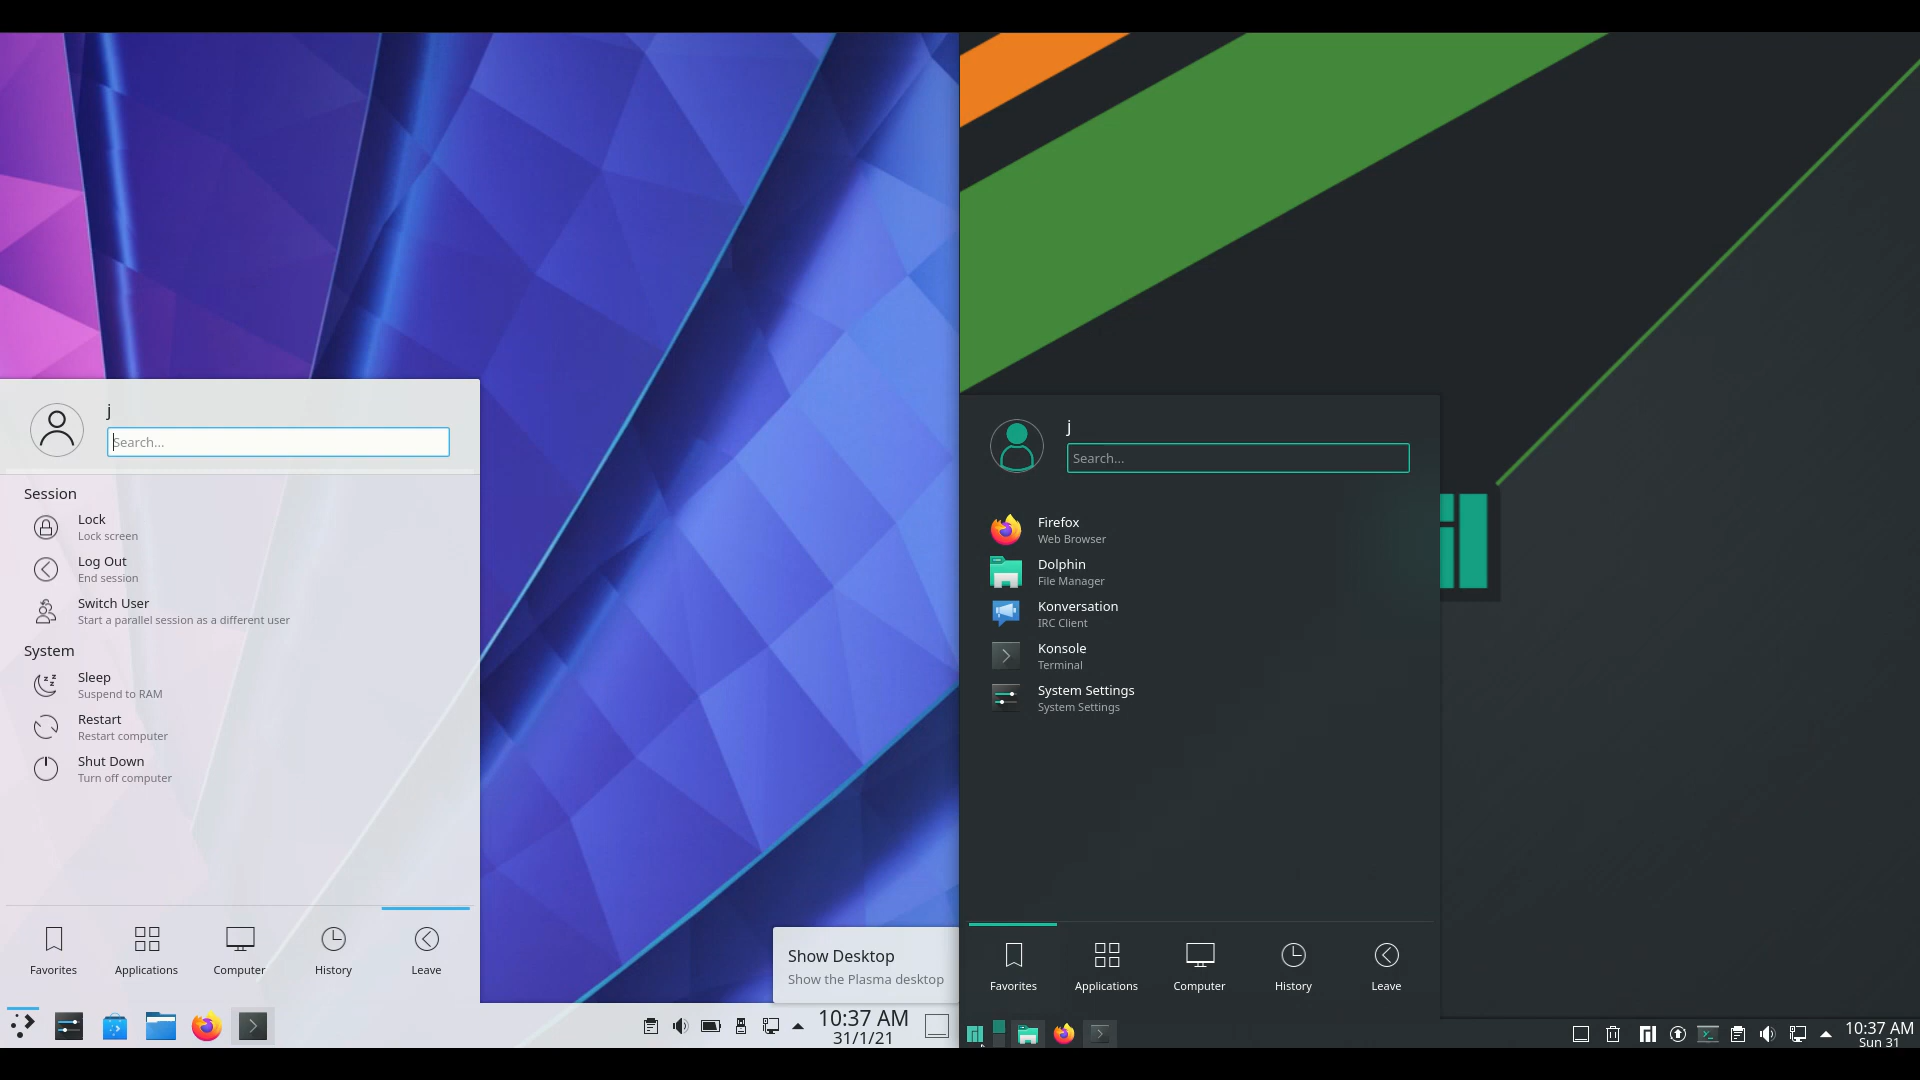 j
Search...
Session
Lock
Lock screen
Log Out
End session
Switch User
Start a parallel session as a different user
System
Sleep
Suspend to RAM
Restart
Restart computer
Shut Down
Turn off computer
Favorites
Applications
Computer
History
Leave
Show Desktop
Show the Plasma desktop
10:37 AM
31/1/21
j
Search...
Firefox
Web Browser
Dolphin
File Manager
Konversation
IRC Client
Konsole
Terminal
System Settings
System Settings
Favorites
Applications
Computer
History
Leave
10:37 AM
Sun 31